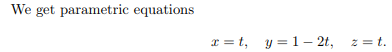 We get parametric equations
x = t, y = 1 − 2t, z = t.